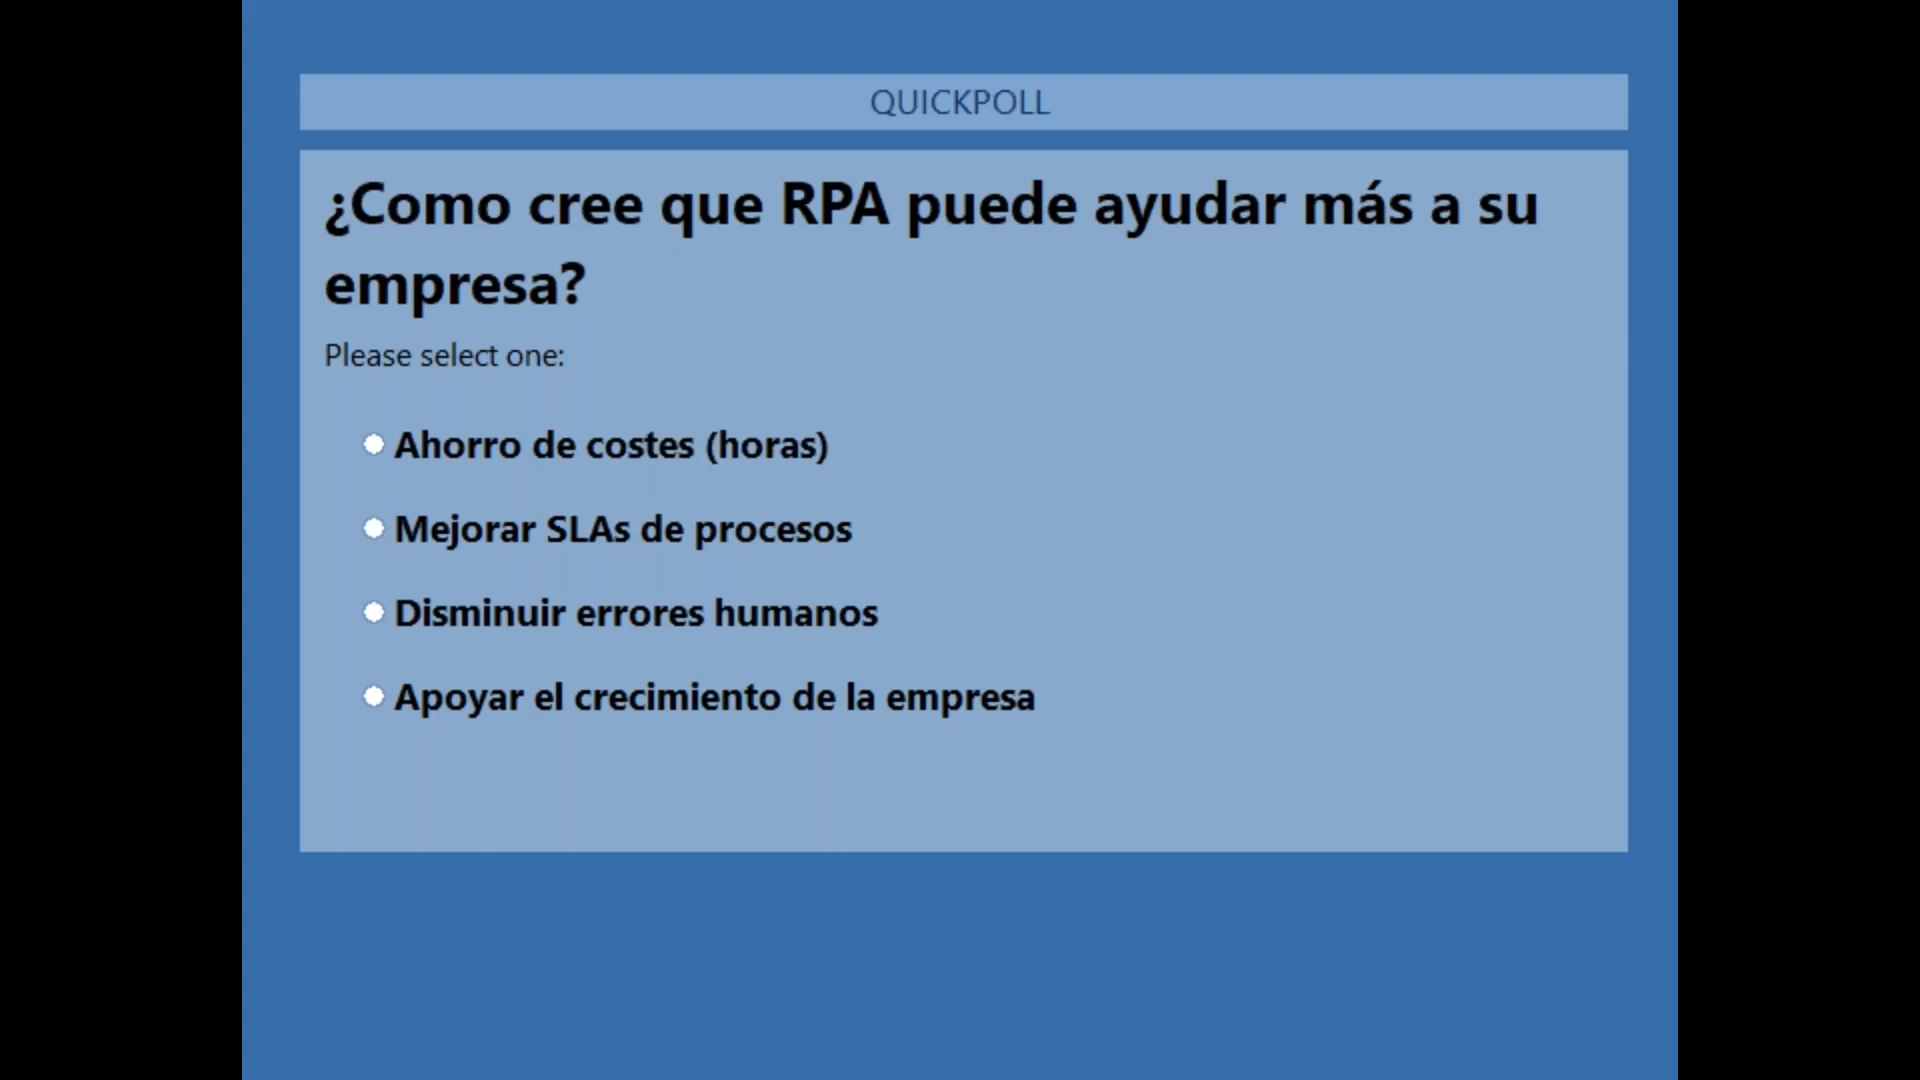 QUICKPOLL
¿Como cree que RPA puede ayudar más a su
empresa?
Please select one:
Ahorro de costes (horas)
Mejorar SLAs de procesos
Disminuir errores humanos
Apoyar el crecimiento de la empresa